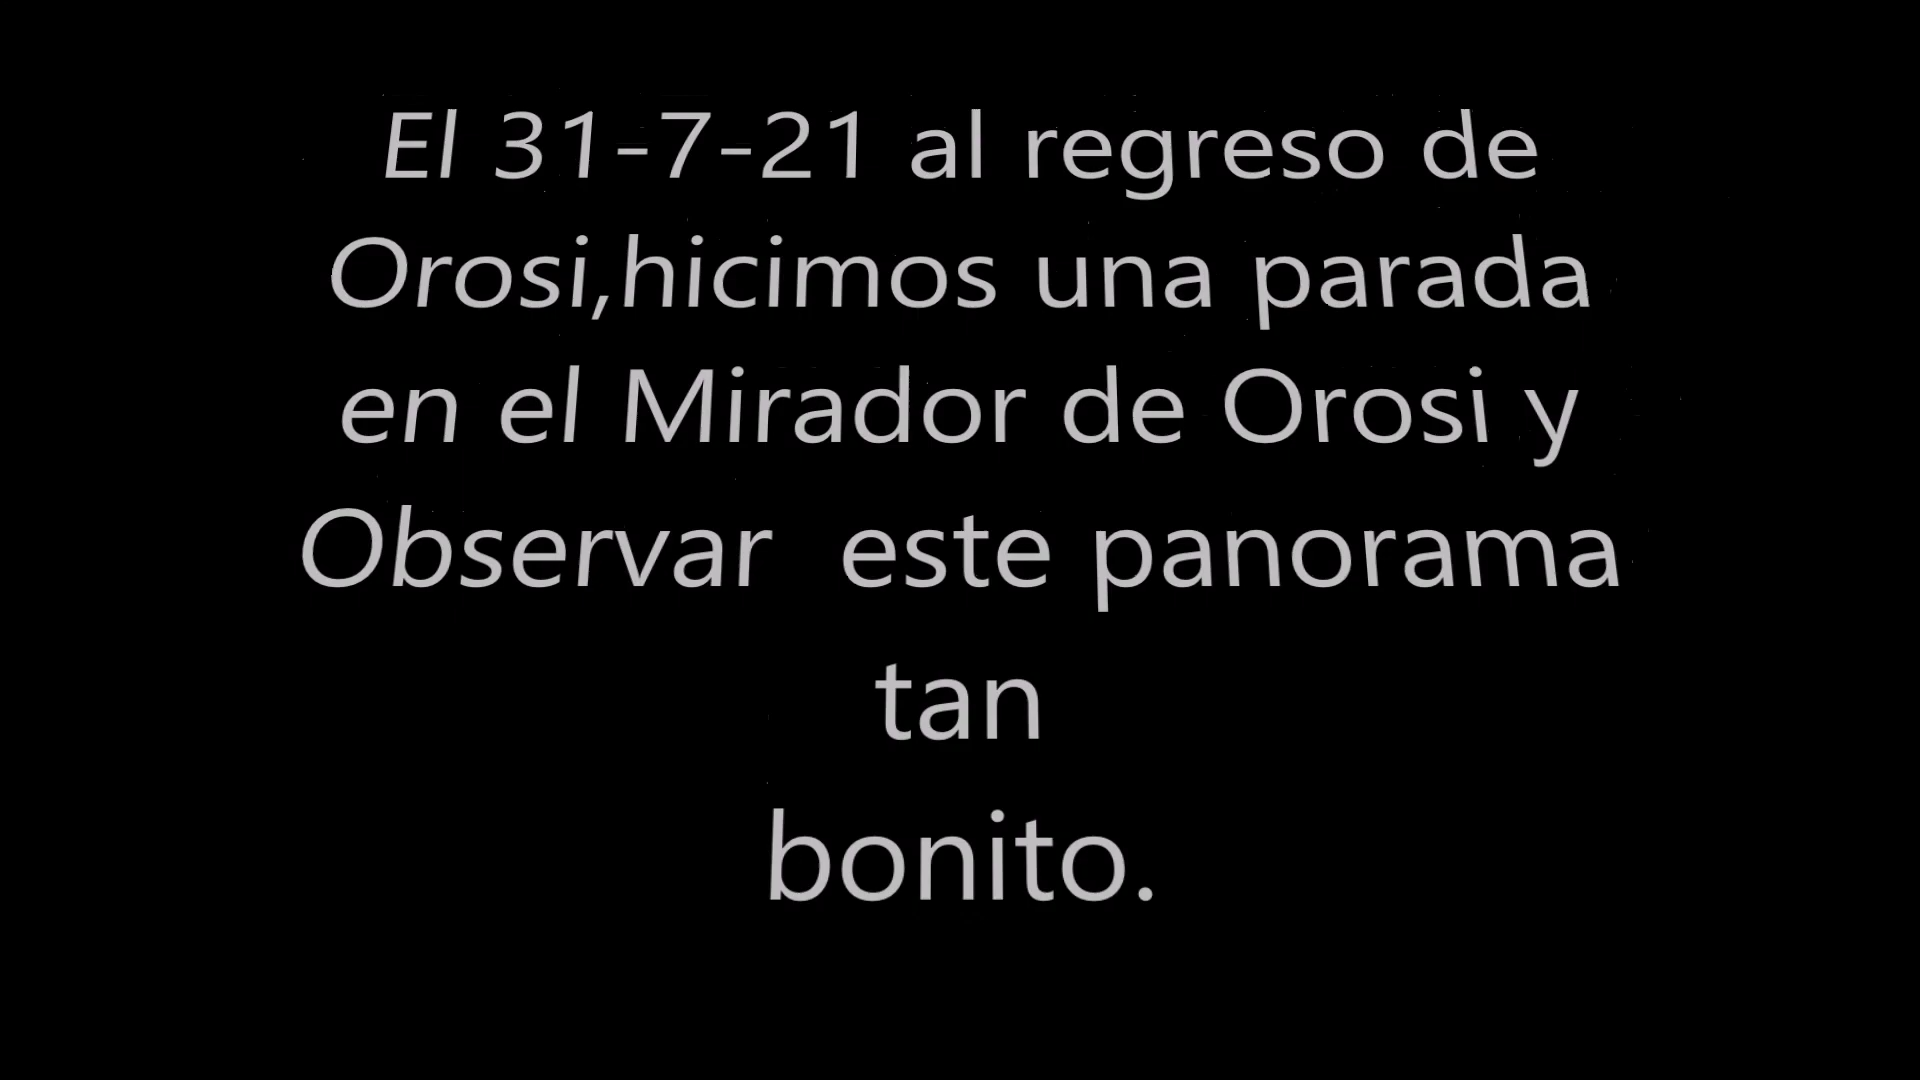 El 31-7-21 al regreso de
Orosi,hicimos una parada
en el Mirador de Orosi y
Observar  este panorama
tan
bonito.